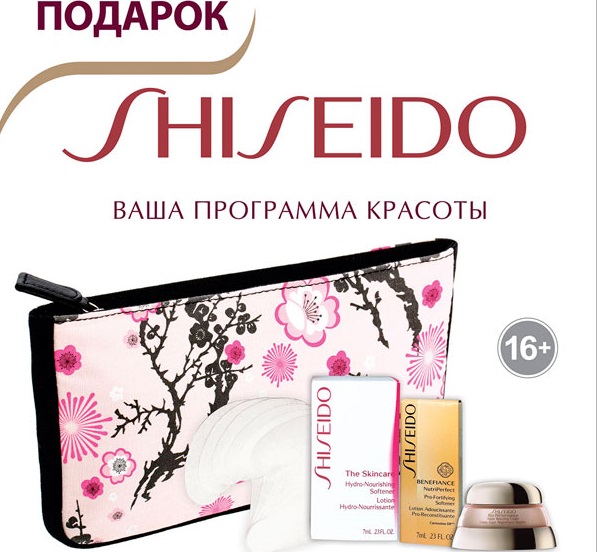 ПОДАРОК
SHISEIDO
ВАША ПРОГРАММА КРАСОТЫ
16+
SHISEIDO
The Skincare
Hydro-Nourishing
Softener
Lotion
Hydro-Nourrissante
7mL .23 FL. OZ.
SHISEIDO
BENEFIANCE
NutriPerfect
Pro-Fortifying
Softener
Lotion Adoucissante
Pro-Reconstituante
7mL .23 FL. OZ.
SHISEIDO